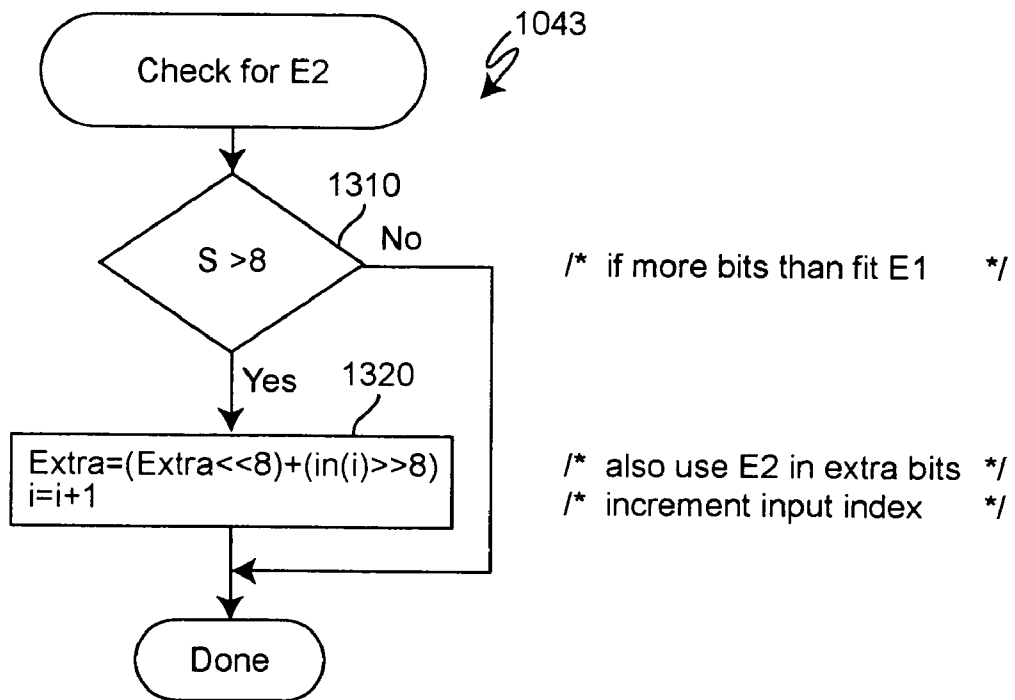 1043
Check for E2
1310
S >8
No
/* if more bits than fit E1 */
Yes
1320
Extra=(Extra<<8)+(in(i)>>8)
i=i+1
/* also use E2 in extra bits */
/* increment input index */
Done